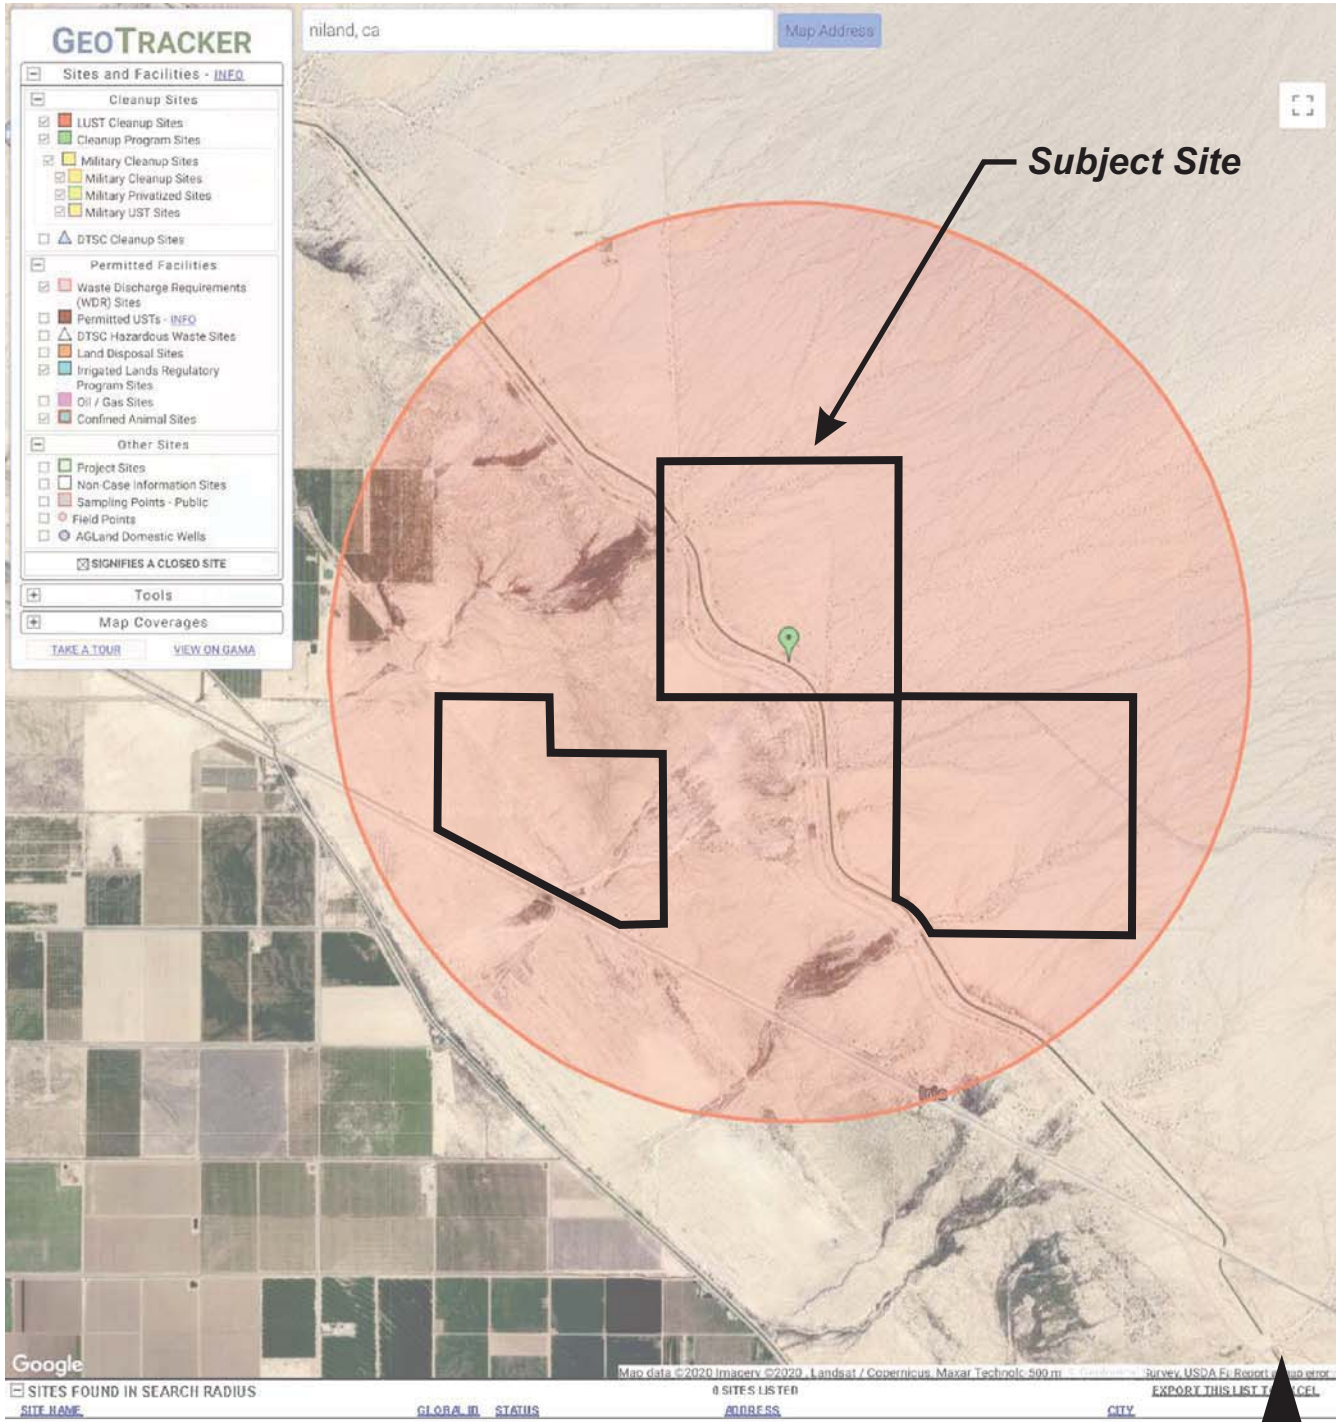 GEOTRACKER
niland, ca
Map Address
Sites and Facilities - INFO
Cleanup Sites
LUST Cleanup Sites
Cleanup Program Sites
Military Cleanup Sites
Military Cleanup Sites
Military Privatized Sites
Military UST Sites
DTSC Cleanup Sites
Permitted Facilities
Waste Discharge Requirements
(WDR) Sites
Permitted USTs - INFO
DTSC Hazardous Waste Sites
Land Disposal Sites
Irrigated Lands Regulatory
Program Sites
Oil / Gas Sites
Confined Animal Sites
Other Sites
Project Sites
Non-Case Information Sites
Sampling Points - Public
Field Points
AGLand Domestic Wells
SIGNIFIES A CLOSED SITE
Tools
Map Coverages
TAKE A TOUR VIEW ON GAMA
Subject Site
Iris
Google
Map data ©2020 Imagery ©2020 , Landsat / Copernicus, Maxar Technolc 500 m Survey, USDA Report error
SITES FOUND IN SEARCH RADIUS 0 SITES LISTED EXPORT THIS LIST
SITE NAME GLOBAL ID STATUS ADDRESS CITY